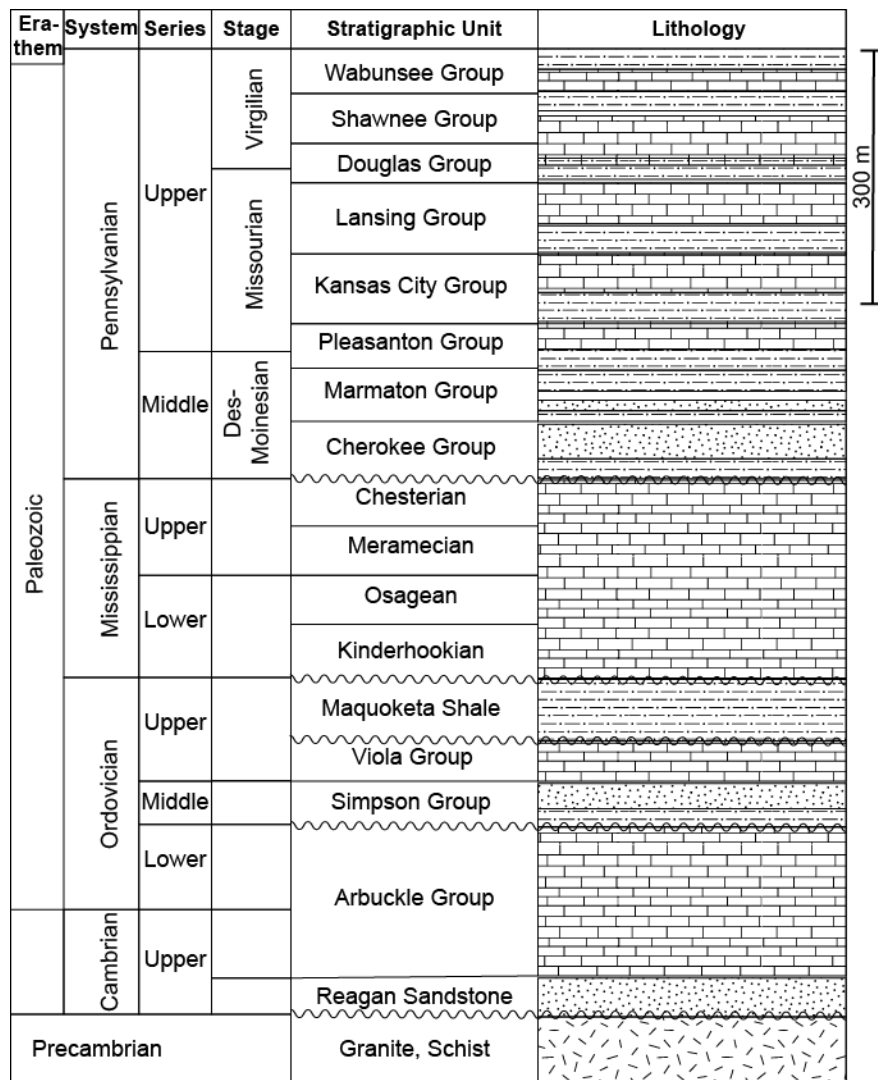 Era-
them
System
Series
Stage
Stratigraphic Unit
Lithology
Paleozoic
Pennsylvanian
Upper
Virgilian
Wabunsee Group
Shawnee Group
Douglas Group
Missourian
Lansing Group
Kansas City Group
Pleasanton Group
Middle
Des-
Moinesian
Marmaton Group
Cherokee Group
Mississippian
Upper
Chesterian
Meramecian
Lower
Osagean
Kinderhookian
Ordovician
Upper
Maquoketa Shale
Viola Group
Middle
Simpson Group
Lower
Arbuckle Group
Cambrian
Upper
Reagan Sandstone
Precambrian
Granite, Schist
300 m